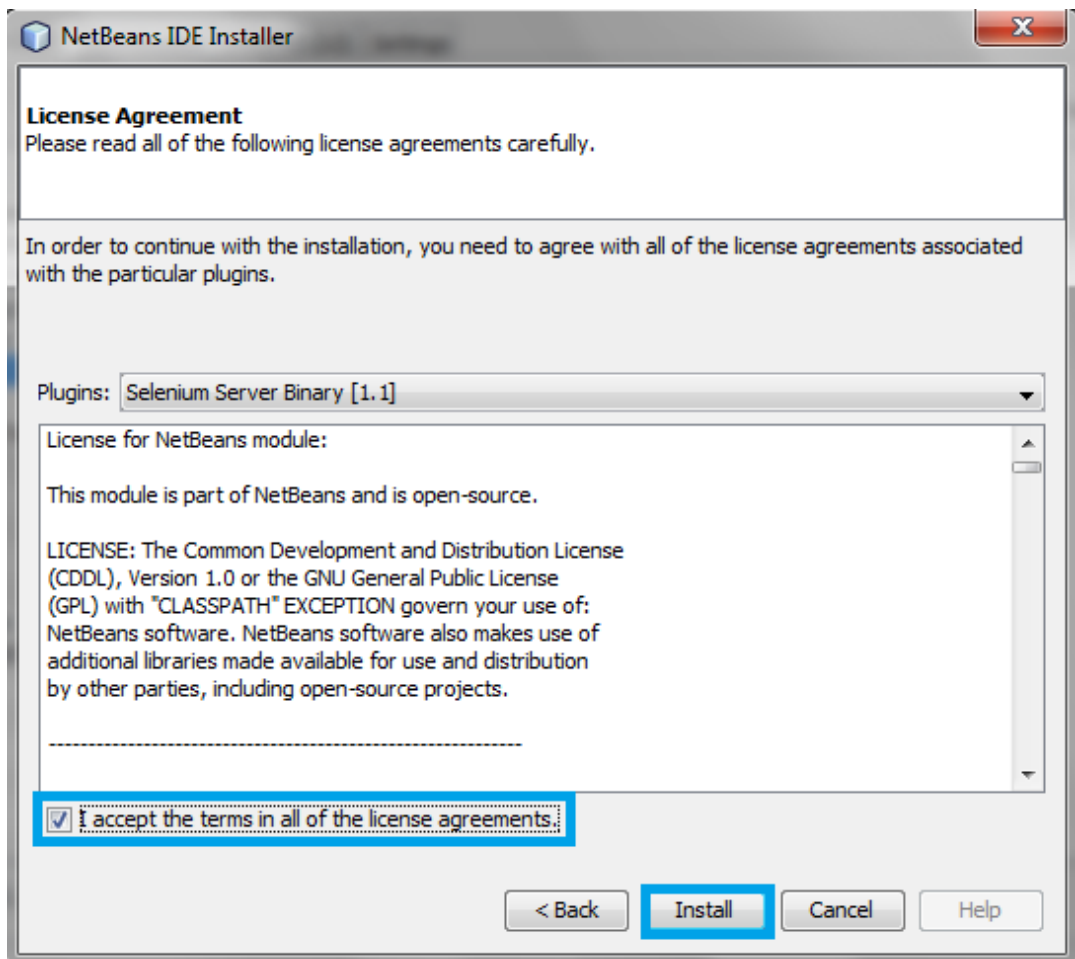 NetBeans IDE Installer
License Agreement
Please read all of the following license agreements carefully.
In order to continue with the installation, you need to agree with all of the license agreements associated
with the particular plugins.
Plugins: Selenium Server Binary [1.1]
License for NetBeans module:
This module is part of NetBeans and is open-source.
LICENSE: The Common Development and Distribution License
(CDDL), Version 1.0 or the GNU General Public License
(GPL) with "CLASSPATH" EXCEPTION govern your use of:
NetBeans software. NetBeans software also makes use of
additional libraries made available for use and distribution
by other parties, including open-source projects.
------------------------------------------------------------
I accept the terms in all of the license agreements.
< Back Install Cancel Help